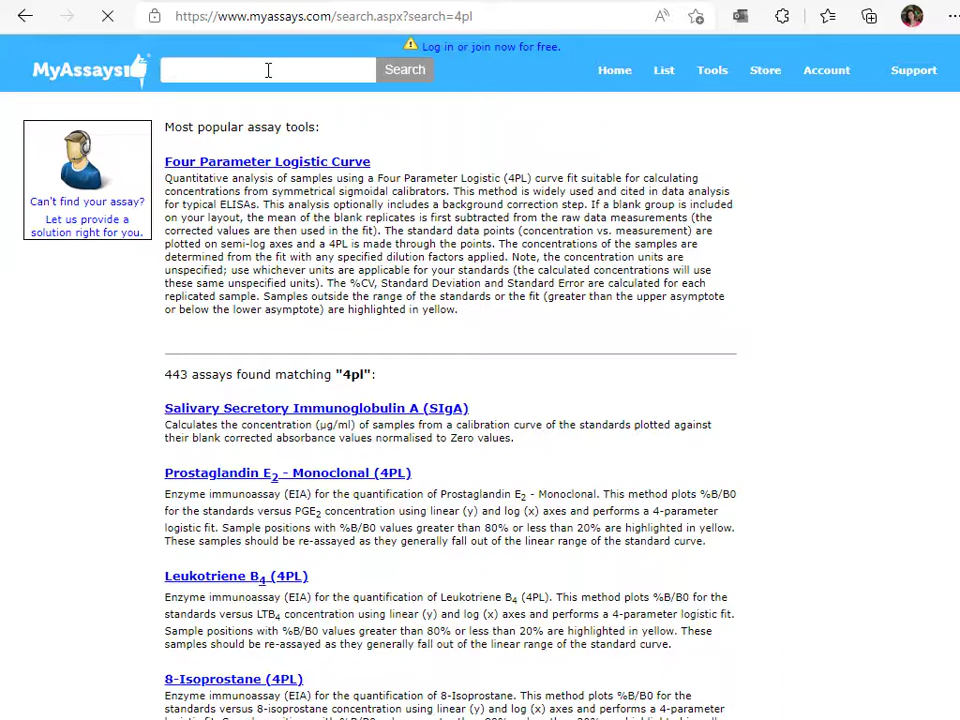 https://www.myassays.com/search.aspx?search=4pl
Log in or join now for free.
MyAssays
Search
Home
List
Tools
Store
Account
Support
Can't find your assay?
Let us provide a
solution right for you.
Most popular assay tools:
Four Parameter Logistic Curve
Quantitative analysis of samples using a Four Parameter Logistic (4PL) curve fit suitable for calculating
concentrations from symmetrical sigmoidal calibrators. This method is widely used and cited in data analysis
for typical ELISAs. This analysis optionally includes a background correction step. If a blank group is included
on your layout, the mean of the blank replicates is first subtracted from the raw data measurements (the
corrected values are then used in the fit). The standard data points (concentration vs. measurement) are
plotted on semi-log axes and a 4PL is made through the points. The concentrations of the samples are
determined from the fit with any specified dilution factors applied. Note, the concentration units are
unspecified; use whichever units are applicable for your standards (the calculated concentrations will use
these same unspecified units). The %CV, Standard Deviation and Standard Error are calculated for each
replicated sample. Samples outside the range of the standards or the fit (greater than the upper asymptote
or below the lower asymptote) are highlighted in yellow.
443 assays found matching "4pl":
Salivary Secretory Immunoglobulin A (SIgA)
Calculates the concentration (µg/ml) of samples from a calibration curve of the standards plotted against
their blank corrected absorbance values normalised to Zero values.
Prostaglandin E2 - Monoclonal (4PL)
Enzyme immunoassay (EIA) for the quantification of Prostaglandin E2 - Monoclonal. This method plots %B/B0
for the standards versus PGE2 concentration using linear (y) and log (x) axes and performs a 4-parameter
logistic fit. Sample positions with %B/B0 values greater than 80% or less than 20% are highlighted in yellow.
These samples should be re-assayed as they generally fall out of the linear range of the standard curve.
Leukotriene B4 (4PL)
Enzyme immunoassay (EIA) for the quantification of Leukotriene B4 (4PL). This method plots %B/B0 for the
standards versus LTB4 concentration using linear (y) and log (x) axes and performs a 4-parameter logistic fit.
Sample positions with %B/B0 values greater than 80% or less than 20% are highlighted in yellow. These
samples should be re-assayed as they generally fall out of the linear range of the standard curve.
8-Isoprostane (4PL)
Enzyme immunoassay (EIA) for the quantification of 8-Isoprostane. This method plots %B/B0 for the
standards versus 8-isoprostane concentration using linear (y) and log (x) axes and performs a 4-parameter